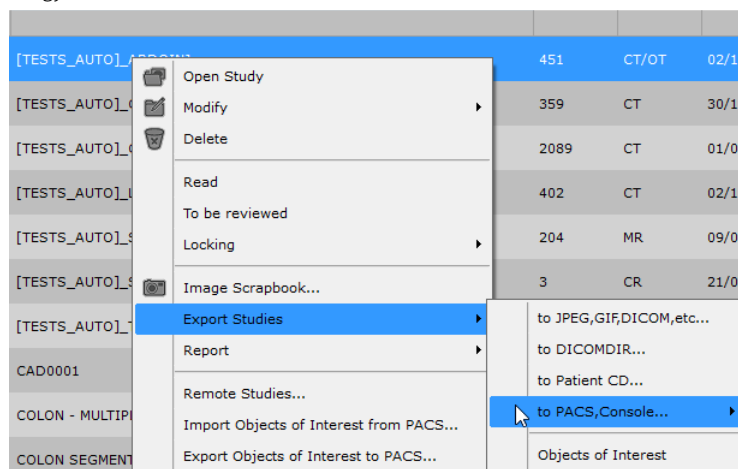 [TESTS_AUTO]_ 451 CT/OT 02/1
Open Study
[TESTS_AUTO]_ 359 CT 30/1
Modify
[TESTS_AUTO]_ 2089 CT 01/0
Delete
[TESTS_AUTO]_L 402 CT 02/1
Read
To be reviewed
[TESTS_AUTO]_S 204 MR 09/0
Locking
[TESTS_AUTO]_S 3 CR 21/0
Image Scrapbook...
[TESTS_AUTO]_T
Export Studies
to JPEG,GIF,DICOM,etc...
Report
to DICOMDIR...
CAD0001
to Patient CD...
Remote Studies...
COLON - MULTIPL
to PACS,Console...
Import Objects of Interest from PACS...
COLON SEGMENT
Export Objects of Interest to PACS...
Objects of Interest